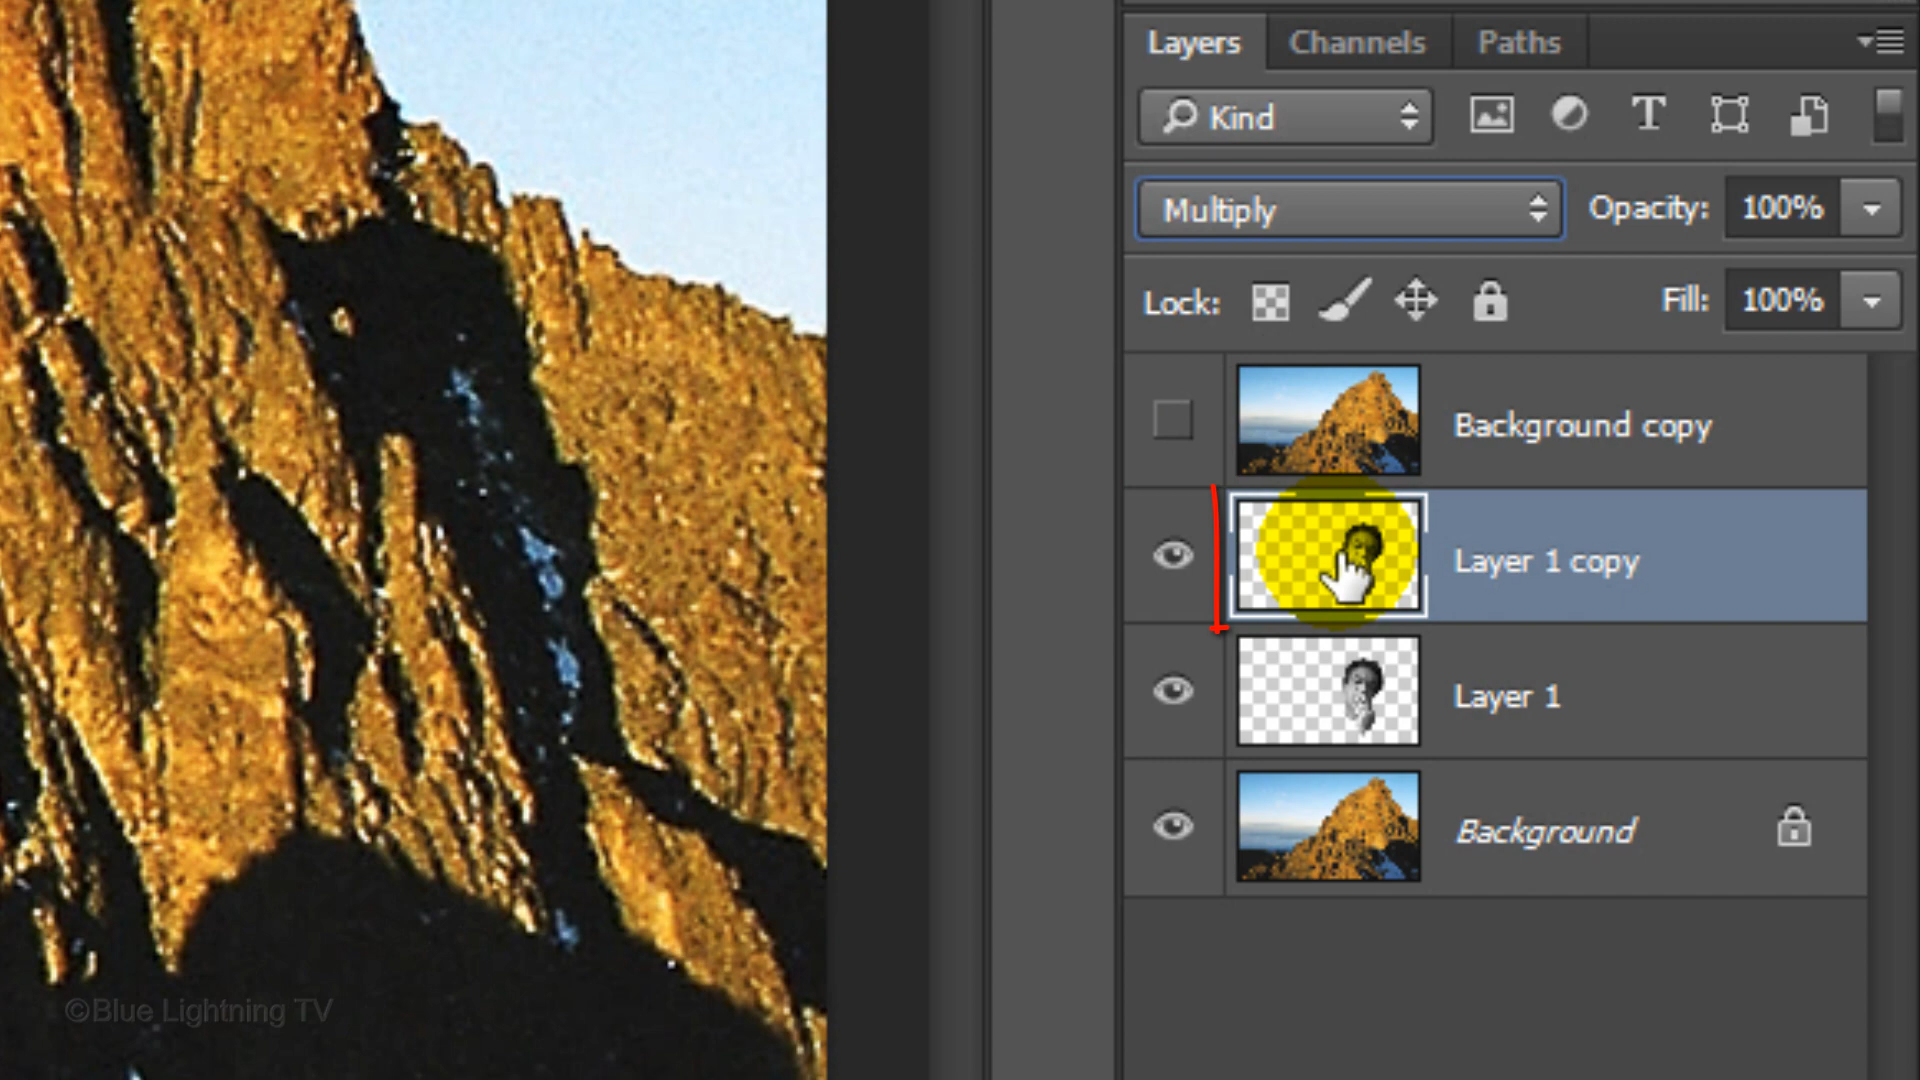 Layers Channels Paths
Kind T
Multiply Opacity: 100%
Lock: Fill: 100%
Background copy
Layer 1 copy
Layer 1
Background
©Blue Lightning TV